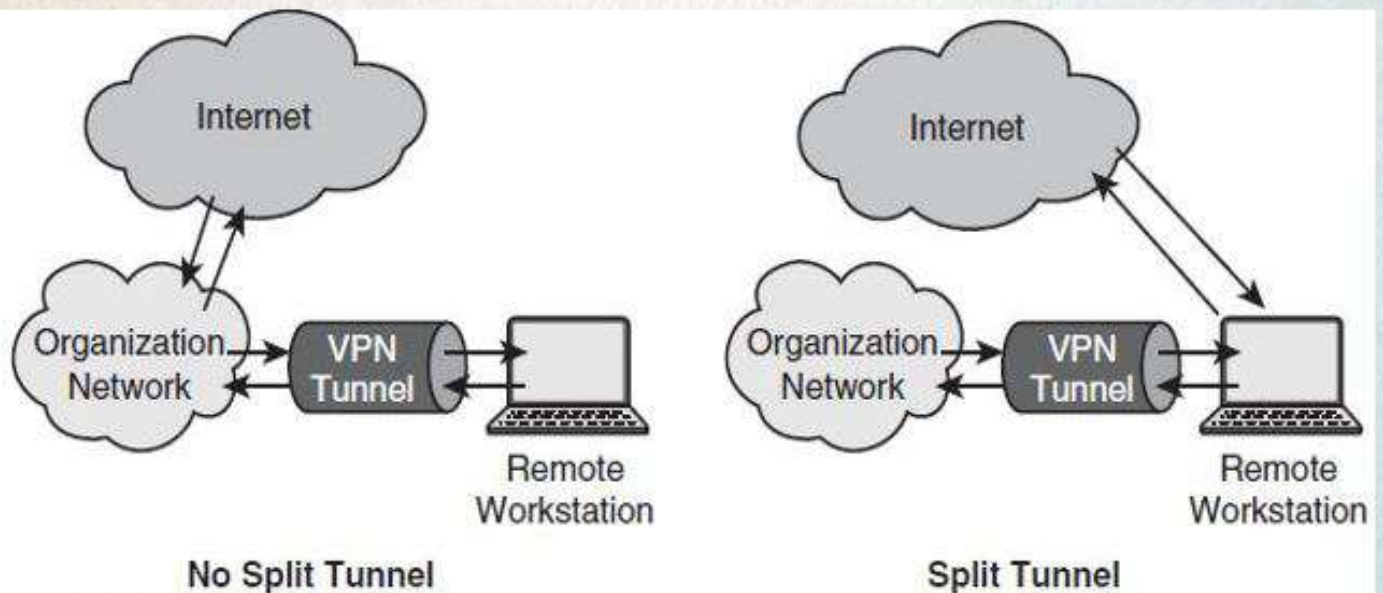 Internet
Organization
Network
VPN
Tunnel
Remote
Workstation
No Split Tunnel
Internet
Organization
Network
VPN
Tunnel
Remote
Workstation
Split Tunnel